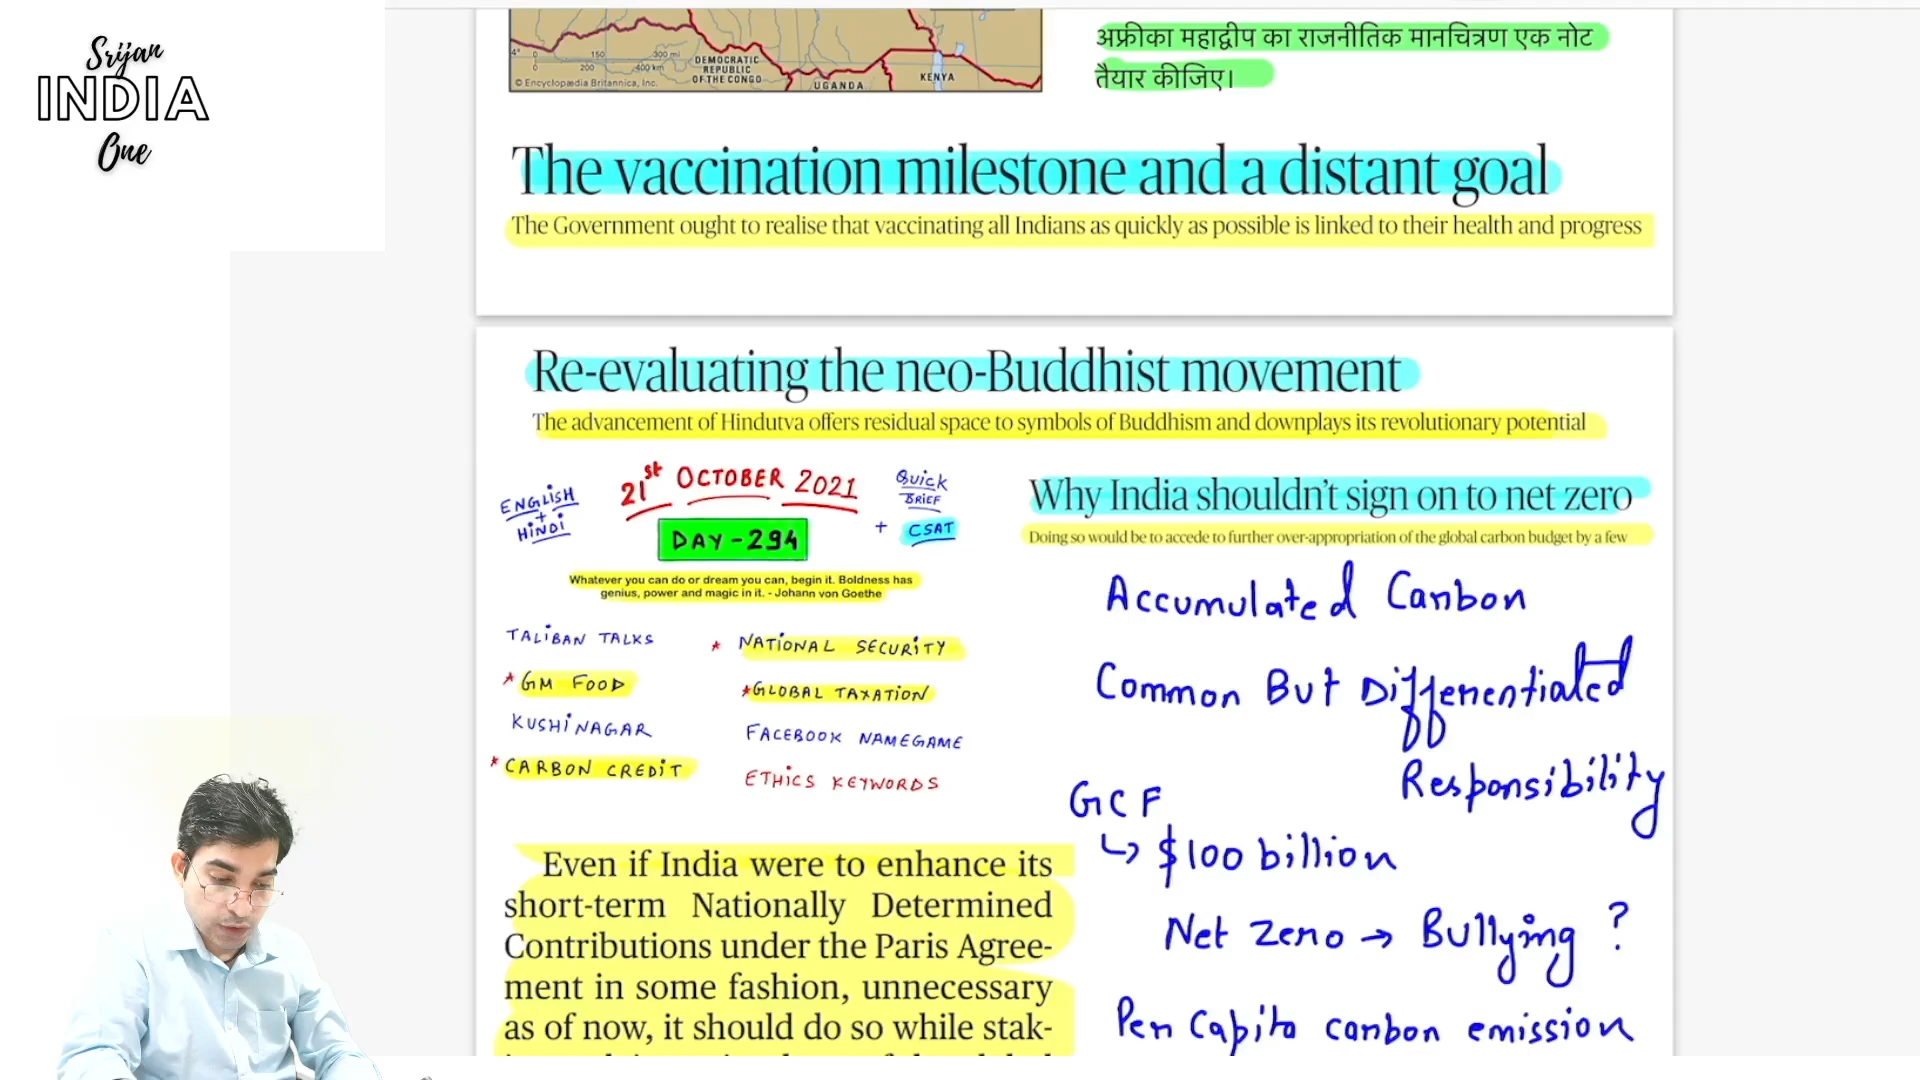 Srijan
INDIA
One
4°
0 150 300 mi
0 200 400 km
DEMOCRATIC
REPUBLIC
OF THE CONGO
UGANDA
KENYA
© Encyclopædia Britannica, Inc.
अफ्रीका महाद्वीप का राजनीतिक मानचित्रण एक नोट
तैयार कीजिए।
The vaccination milestone and a distant goal
The Government ought to realise that vaccinating all Indians as quickly as possible is linked to their health and progress
Re-evaluating the neo-Buddhist movement
The advancement of Hindutva offers residual space to symbols of Buddhism and downplays its revolutionary potential
ENGLISH
+
HINDI
21st OCTOBER 2021
DAY - 294
QUICK
BRIEF
+ CSAT
Whatever you can do or dream you can, begin it. Boldness has
genius, power and magic in it. - Johann von Goethe
TALIBAN TALKS
* GM FOOD
KUSHINAGAR
* CARBON CREDIT
* NATIONAL SECURITY
* GLOBAL TAXATION
FACEBOOK NAMEGAME
ETHICS KEYWORDS
Even if India were to enhance its
short-term Nationally Determined
Contributions under the Paris Agree-
ment in some fashion, unnecessary
as of now, it should do so while stak-
Why India shouldn't sign on to net zero
Doing so would be to accede to further over-appropriation of the global carbon budget by a few
Accumulated Carbon
Common But Differentiated
Responsibility
GCF
↳ $100 billion
Net Zero → Bullying ?
Per Capita carbon emission